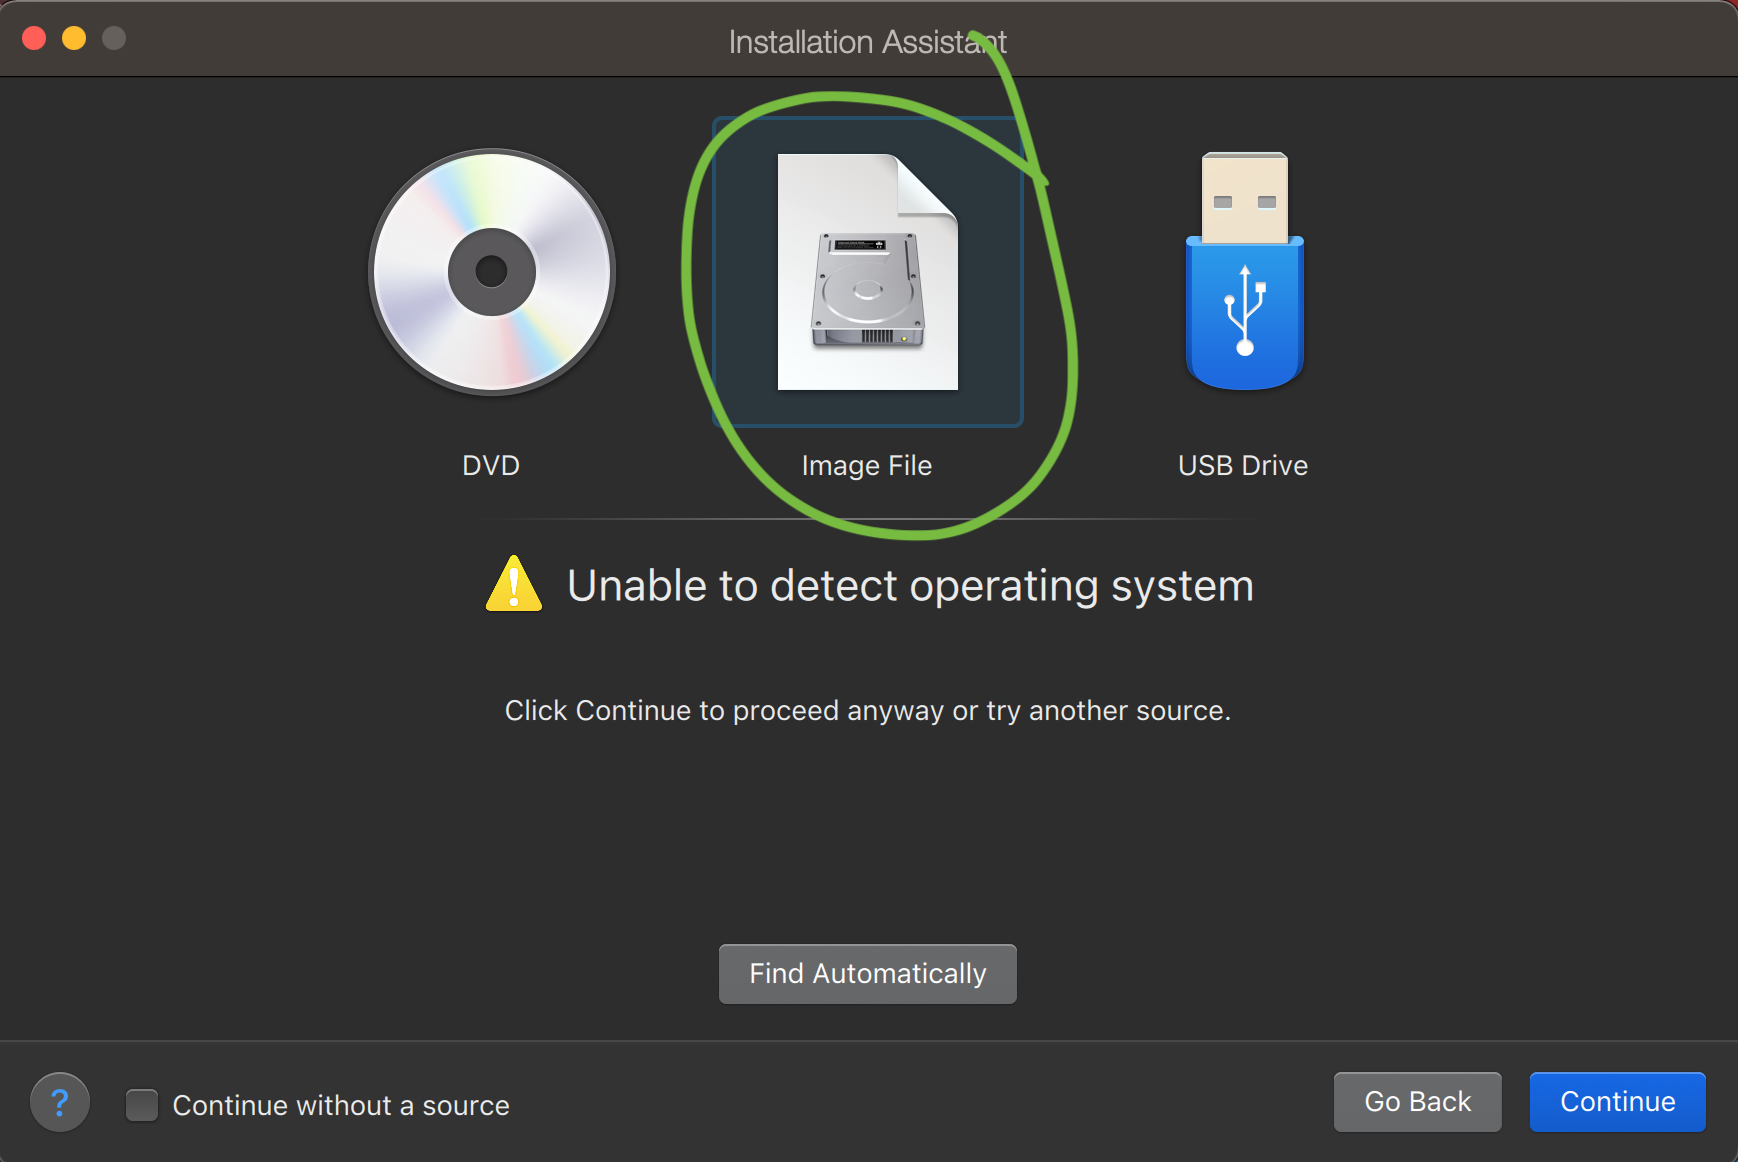 Installation Assistant
DVD
Image File
USB Drive
Unable to detect operating system
Click Continue to proceed anyway or try another source.
Find Automatically
?
Continue without a source
Go Back
Continue